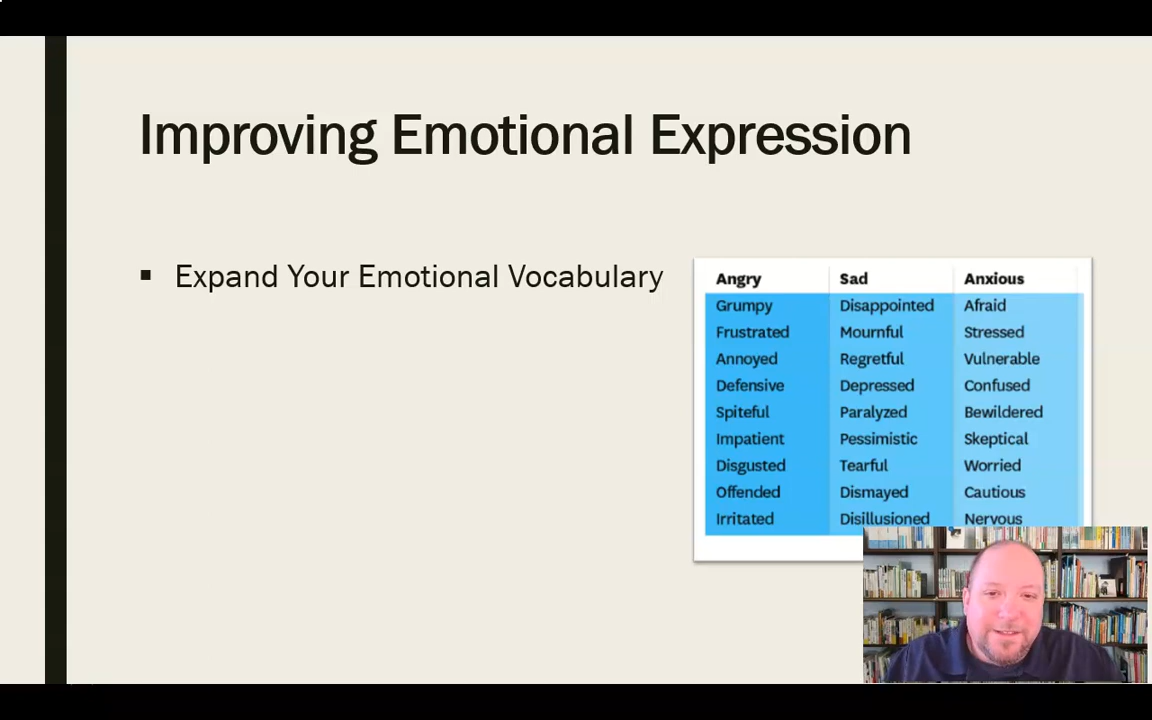 Improving Emotional Expression
▪ Expand Your Emotional Vocabulary
Angry Sad Anxious
Grumpy Disappointed Afraid
Frustrated Mournful Stressed
Annoyed Regretful Vulnerable
Defensive Depressed Confused
Spiteful Paralyzed Bewildered
Impatient Pessimistic Skeptical
Disgusted Tearful Worried
Offended Dismayed Cautious
Irritated Disillusioned Nervous